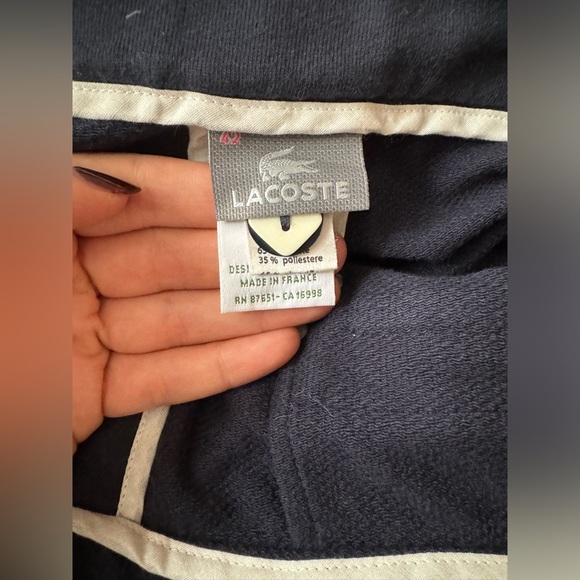 42
LACOSTE
35% poliestere
MADE IN FRANCE
RN 87651-CA 16998